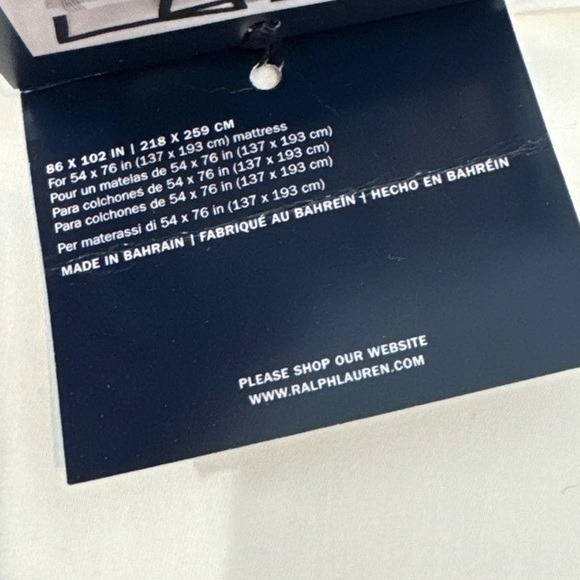 86 X 102 IN | 218 X 259 CM
For 54 x 76 in (137 x 193 cm) mattress
Pour un matelas de 54 x 76 in (137 x 193 cm)
Para colchones de 54 x 76 in (137 x 193 cm)
Para colchones de 54 x 76 in (137 x 193 cm)
Per materassi di 54 x 76 in (137 x 193 cm)
MADE IN BAHRAIN | FABRIQUÉ AU BAHREÏN | HECHO EN BAHRÉIN
PLEASE SHOP OUR WEBSITE
WWW.RALPHLAUREN.COM